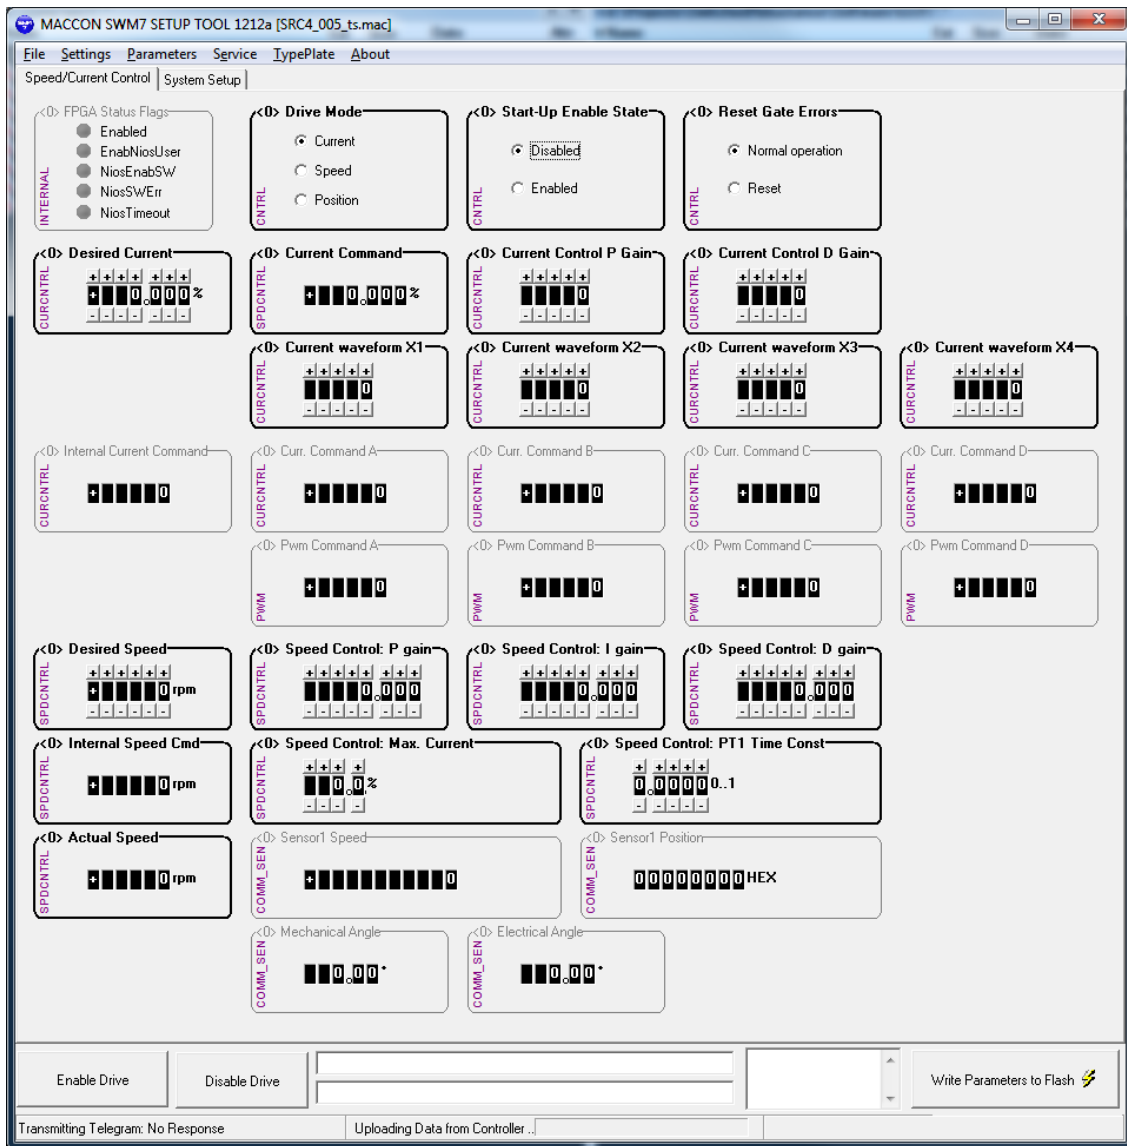 MACCON SWM7 SETUP TOOL 1212a [SRC4_005_ts.mac]
File Settings Parameters Service TypePlate About
Speed/Current Control System Setup
<0> FPGA Status Flags
Enabled
EnabNiosUser
NiosEnabSW
NiosSWErr
NiosTimeout
INTERNAL
<0> Drive Mode
Current
Speed
Position
CNTRL
<0> Start-Up Enable State
Disabled
Enabled
CNTRL
<0> Reset Gate Errors
Normal operation
Reset
CNTRL
<0> Desired Current
+ + + + + + +
+ 0.000 %
- - - - - - -
CURCNTRL
<0> Current Command
+ 0.000 %
SPDCNTRL
<0> Current Control P Gain
+ + + + +
0
- - - - -
CURCNTRL
<0> Current Control D Gain
+ + + + +
0
- - - - -
CURCNTRL
<0> Current waveform X1
+ + + + +
0
- - - - -
CURCNTRL
<0> Current waveform X2
+ + + + +
0
- - - - -
CURCNTRL
<0> Current waveform X3
+ + + + +
0
- - - - -
CURCNTRL
<0> Current waveform X4
+ + + + +
0
- - - - -
CURCNTRL
<0> Internal Current Command
+ 0
CURCNTRL
<0> Curr. Command A
+ 0
CURCNTRL
<0> Curr. Command B
+ 0
CURCNTRL
<0> Curr. Command C
+ 0
CURCNTRL
<0> Curr. Command D
+ 0
CURCNTRL
<0> Pwm Command A
+ 0
PWM
<0> Pwm Command B
+ 0
PWM
<0> Pwm Command C
+ 0
PWM
<0> Pwm Command D
+ 0
PWM
<0> Desired Speed
+ + + + + +
+ 0 rpm
- - - - - -
SPDCNTRL
<0> Speed Control: P gain
+ + + + + + + +
0.000
- - - - - - - -
SPDCNTRL
<0> Speed Control: I gain
+ + + + + + + +
0.000
- - - - - - - -
SPDCNTRL
<0> Speed Control: D gain
+ + + + + + + +
0.000
- - - - - - - -
SPDCNTRL
<0> Internal Speed Cmd
+ 0 rpm
SPDCNTRL
<0> Speed Control: Max. Current
+ + + +
0.0 %
- - - -
SPDCNTRL
<0> Speed Control: PT1 Time Const
+ + + + +
0.0000 0..1
- - - - -
SPDCNTRL
<0> Actual Speed
+ 0 rpm
SPDCNTRL
<0> Sensor1 Speed
+ 0
COMM_SEN
<0> Sensor1 Position
00000000 HEX
COMM_SEN
<0> Mechanical Angle
0.00 °
COMM_SEN
<0> Electrical Angle
0.00 °
COMM_SEN
Enable Drive
Disable Drive
Write Parameters to Flash
Transmitting Telegram: No Response
Uploading Data from Controller ..